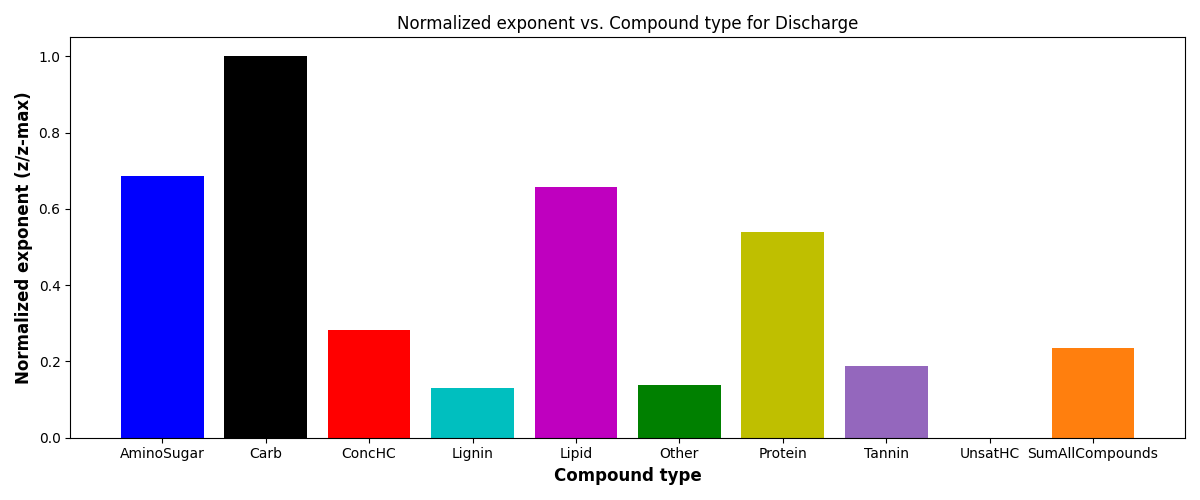 Normalized exponent vs. Compound type for Discharge
Normalized exponent (z/z-max)
1.0
0.8
0.6
0.4
0.2
0.0
AminoSugar Carb ConcHC Lignin Lipid Other Protein Tannin UnsatHC SumAllCompounds
Compound type